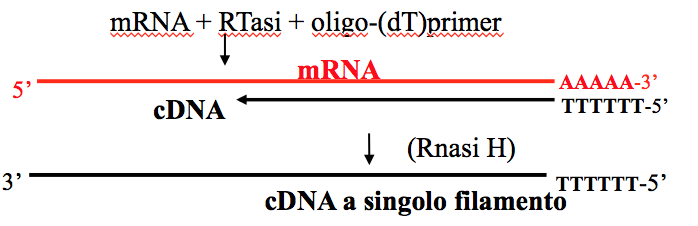 mRNA + RTasi + oligo-(dT)primer
mRNA
5' AAAAA-3'
cDNA TTTTTT-5'
(Rnasi H)
3' TTTTTT-5'
cDNA a singolo filamento